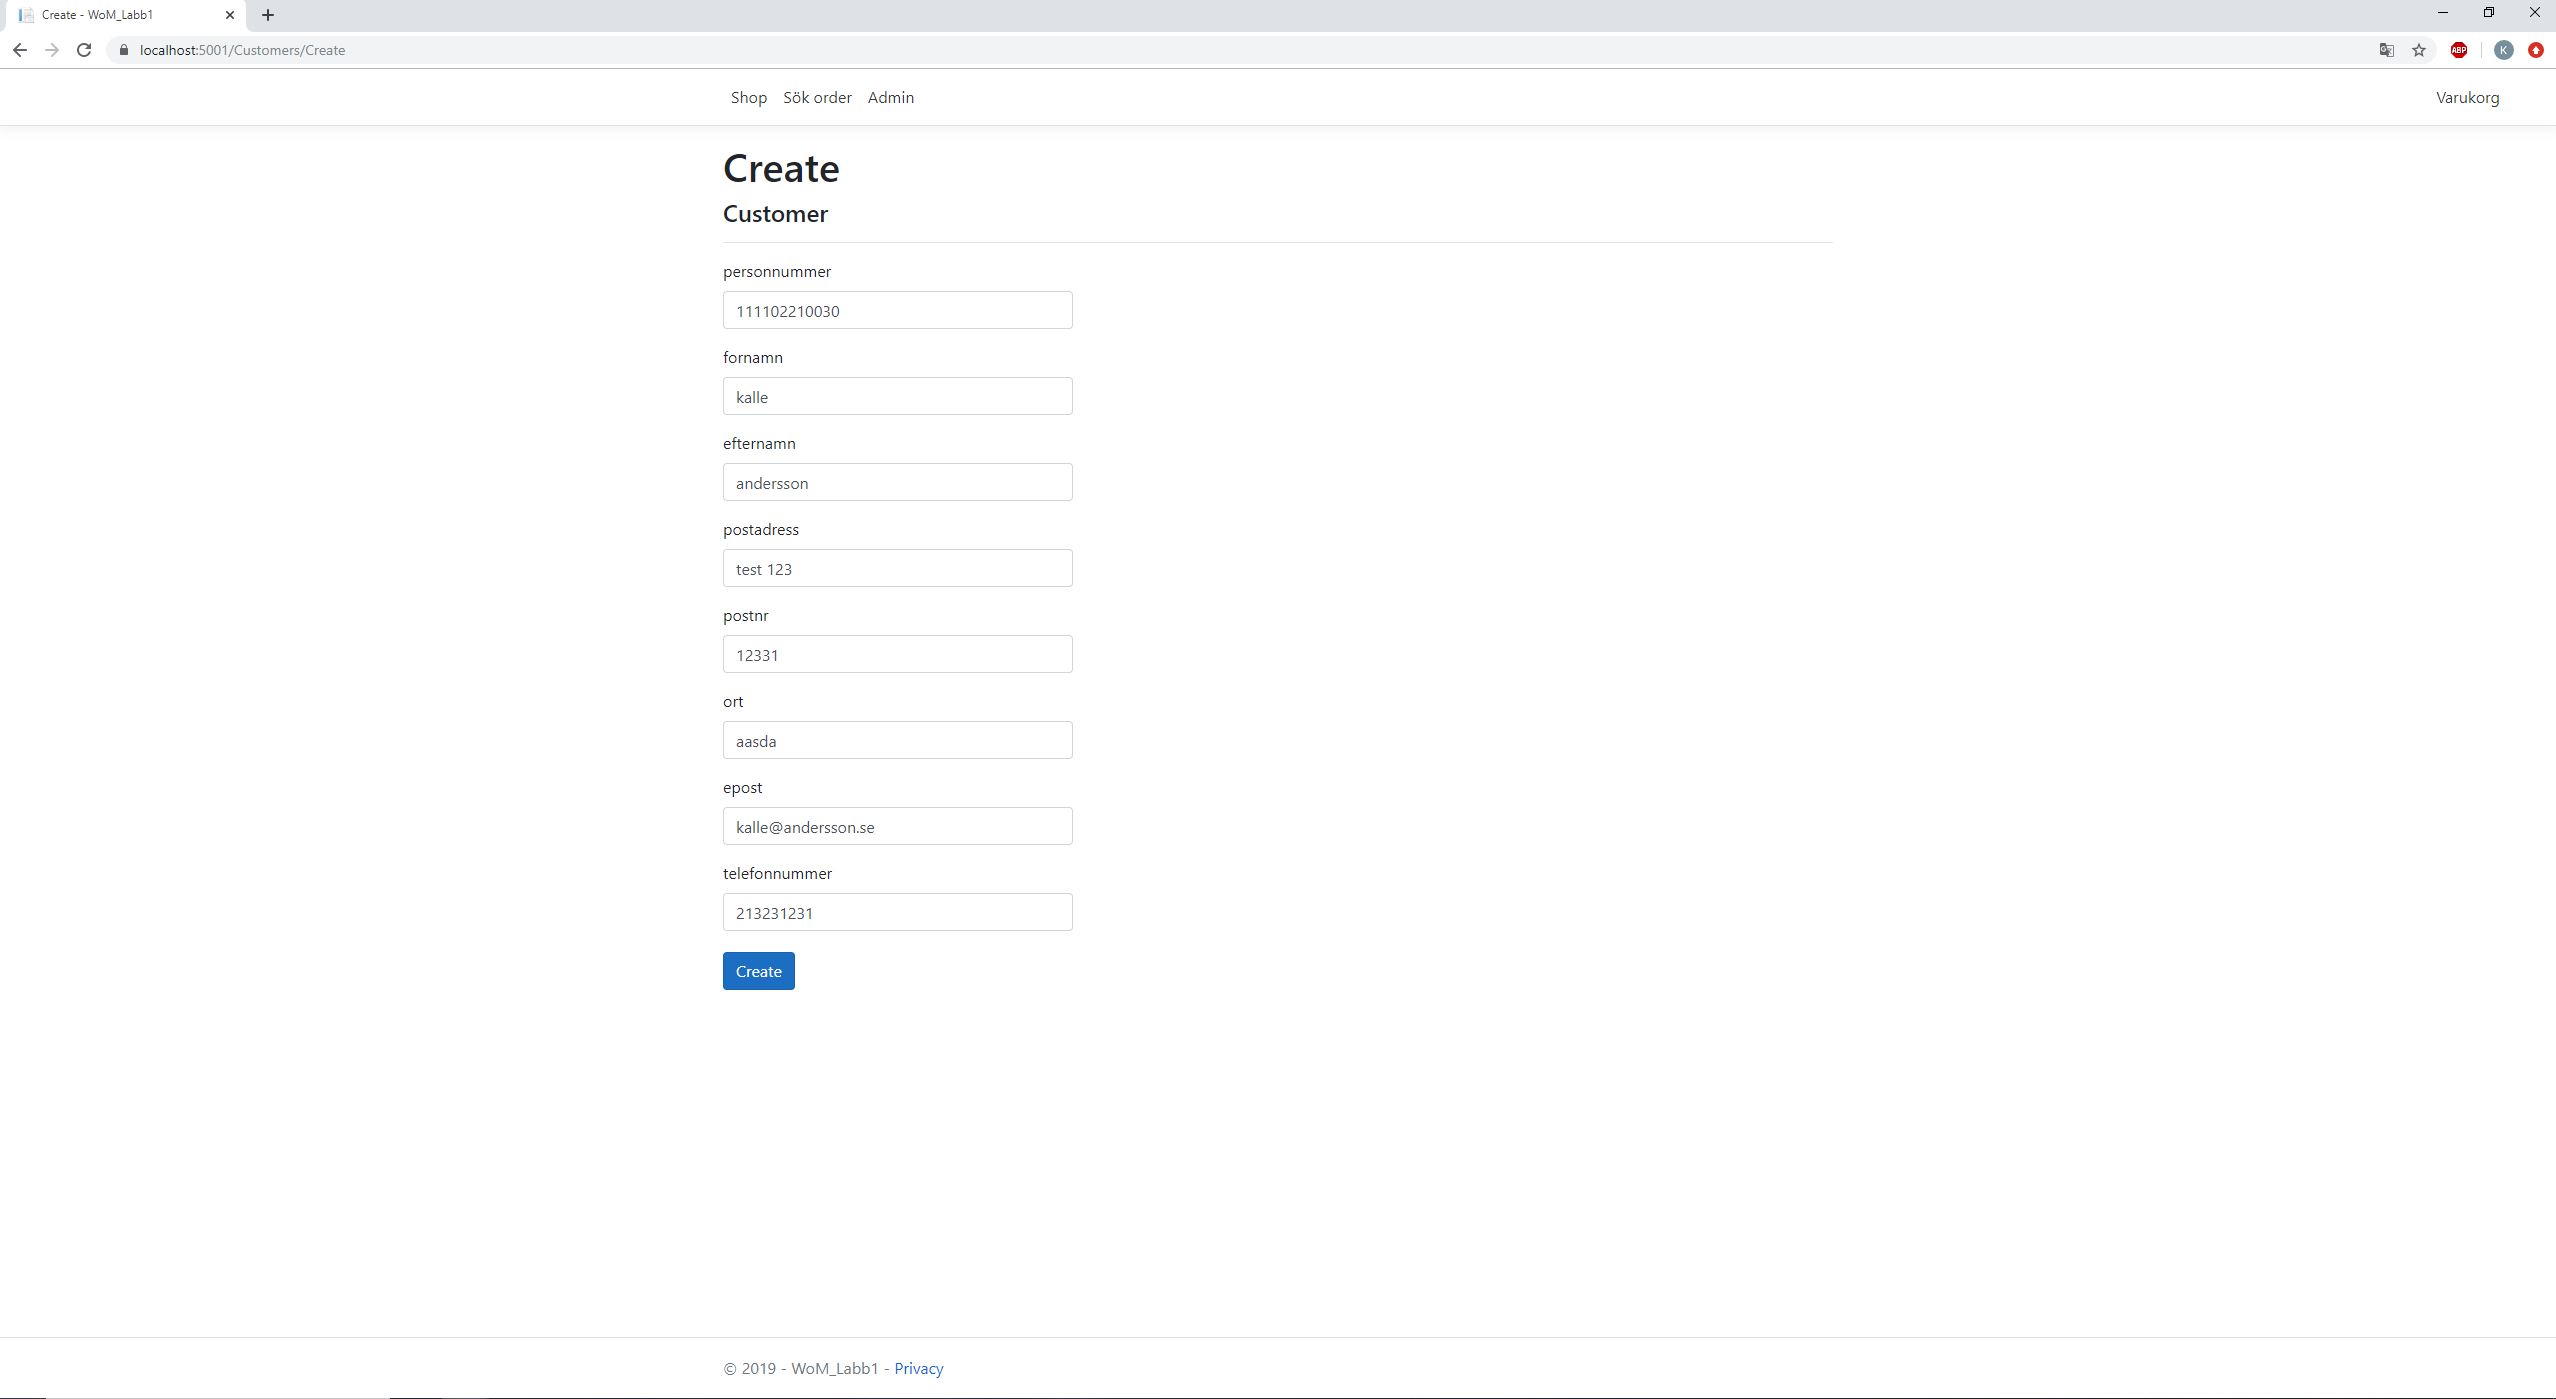 Create - WoM_Labb1
localhost:5001/Customers/Create
ABP
K
Shop Sök order Admin Varukorg
Create
Customer
personnummer
111102210030
fornamn
kalle
efternamn
andersson
postadress
test 123
postnr
12331
ort
aasda
epost
kalle@andersson.se
telefonnummer
213231231
Create
© 2019 - WoM_Labb1 - Privacy